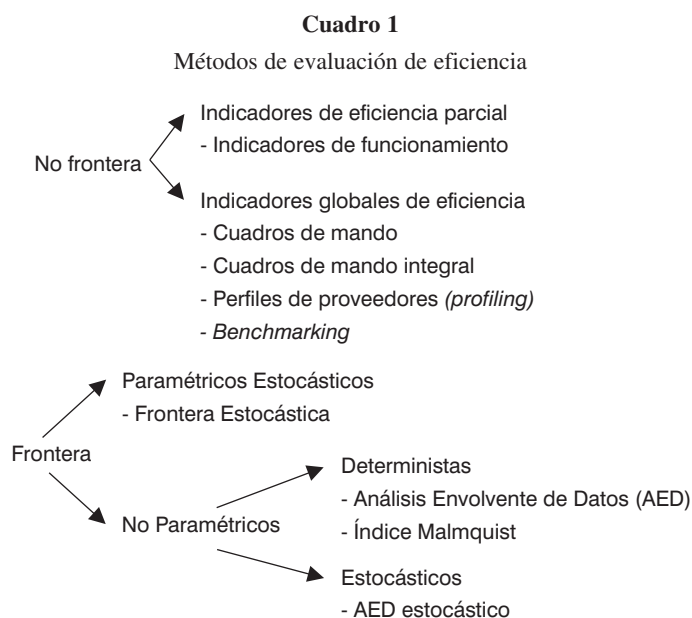 Cuadro 1
Métodos de evaluación de eficiencia
Indicadores de eficiencia parcial
- Indicadores de funcionamiento
No frontera
Indicadores globales de eficiencia
- Cuadros de mando
- Cuadros de mando integral
- Perfiles de proveedores (profiling)
- Benchmarking
Paramétricos Estocásticos
- Frontera Estocástica
Frontera
Deterministas
- Análisis Envolvente de Datos (AED)
No Paramétricos
- Índice Malmquist
Estocásticos
- AED estocástico